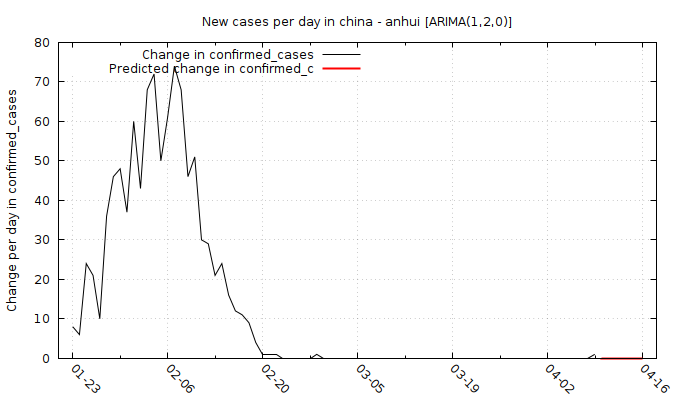 New cases per day in china - anhui [ARIMA(1,2,0)]
Change in confirmed_cases
Predicted change in confirmed_c
Change per day in confirmed_cases
80
70
60
50
40
30
20
10
0
01-23 02-06 02-20 03-05 03-19 04-02 04-16